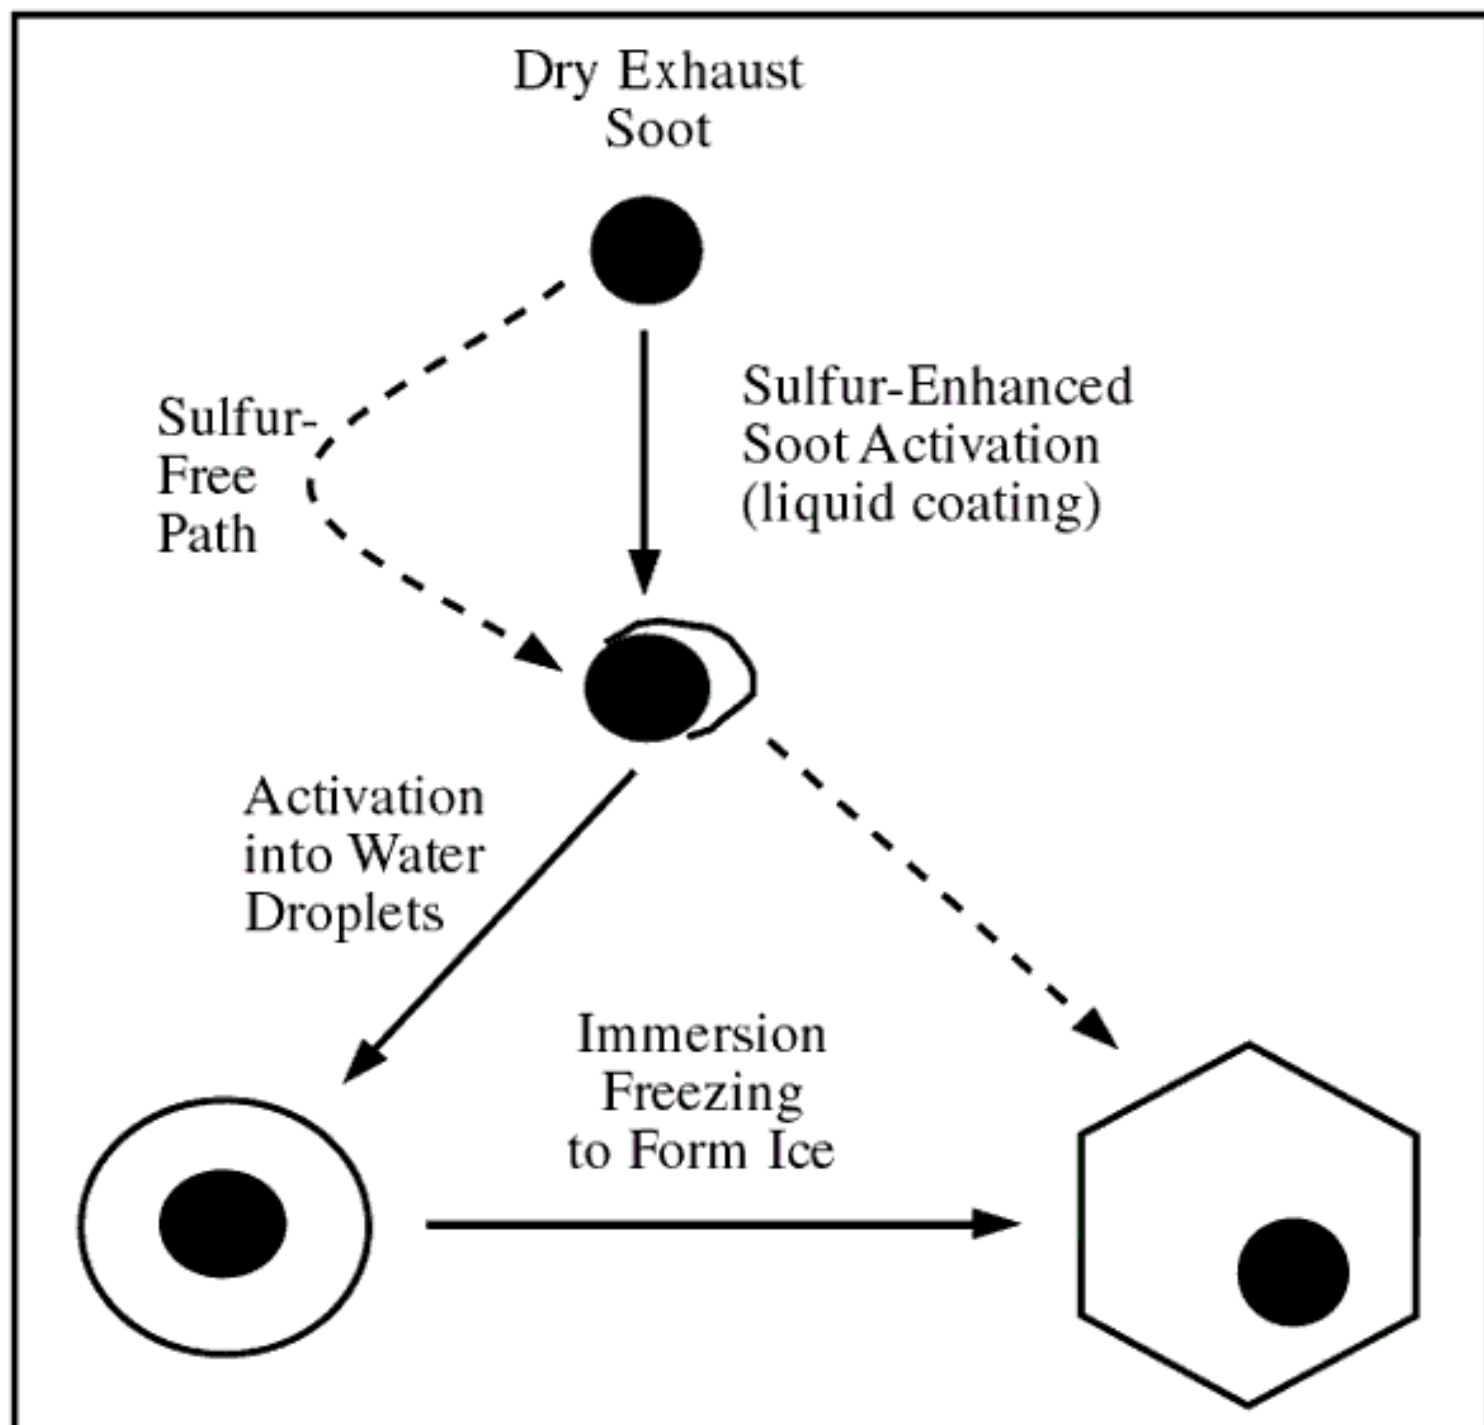 Dry Exhaust
Soot
Sulfur-Enhanced
Soot Activation
(liquid coating)
Sulfur-
Free
Path
Activation
into Water
Droplets
Immersion
Freezing
to Form Ice